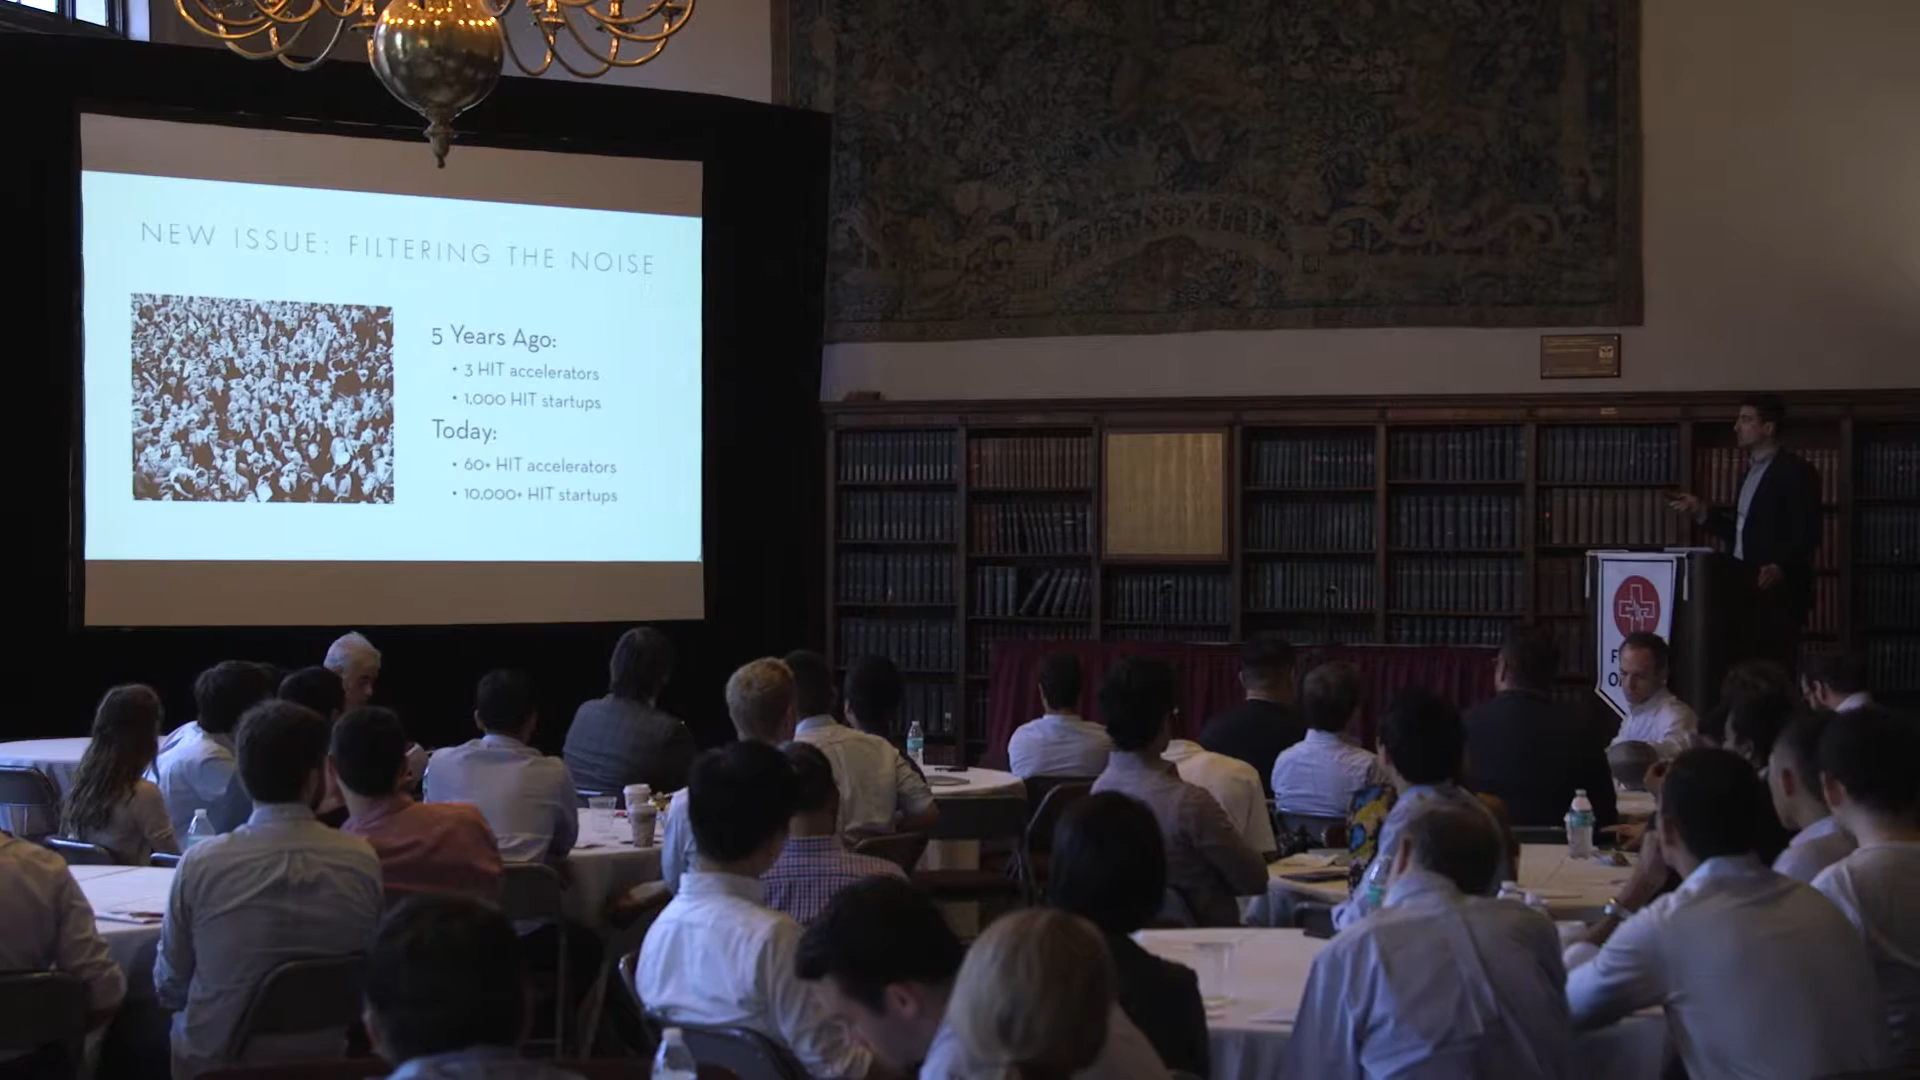 NEW ISSUE: FILTERING THE NOISE
5 Years Ago:
• 3 HIT accelerators
• 1,000 HIT startups
Today:
• 60+ HIT accelerators
• 10,000+ HIT startups